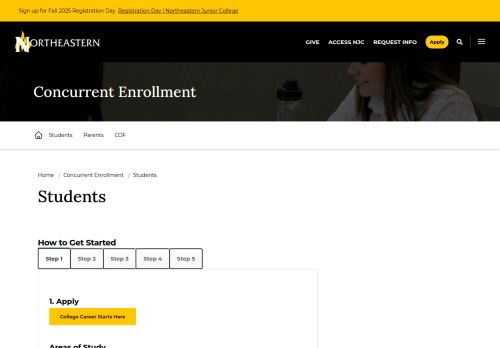 Sign up for Fall 2025 Registration Day Registration Day | Northeastern Junior College
NORTHEASTERN
GIVE ACCESS NJC REQUEST INFO Apply
Concurrent Enrollment
Students Parents COF
Home / Concurrent Enrollment / Students
Students
How to Get Started
Step 1 Step 2 Step 3 Step 4 Step 5
1. Apply
College Career Starts Here
Areas of Study